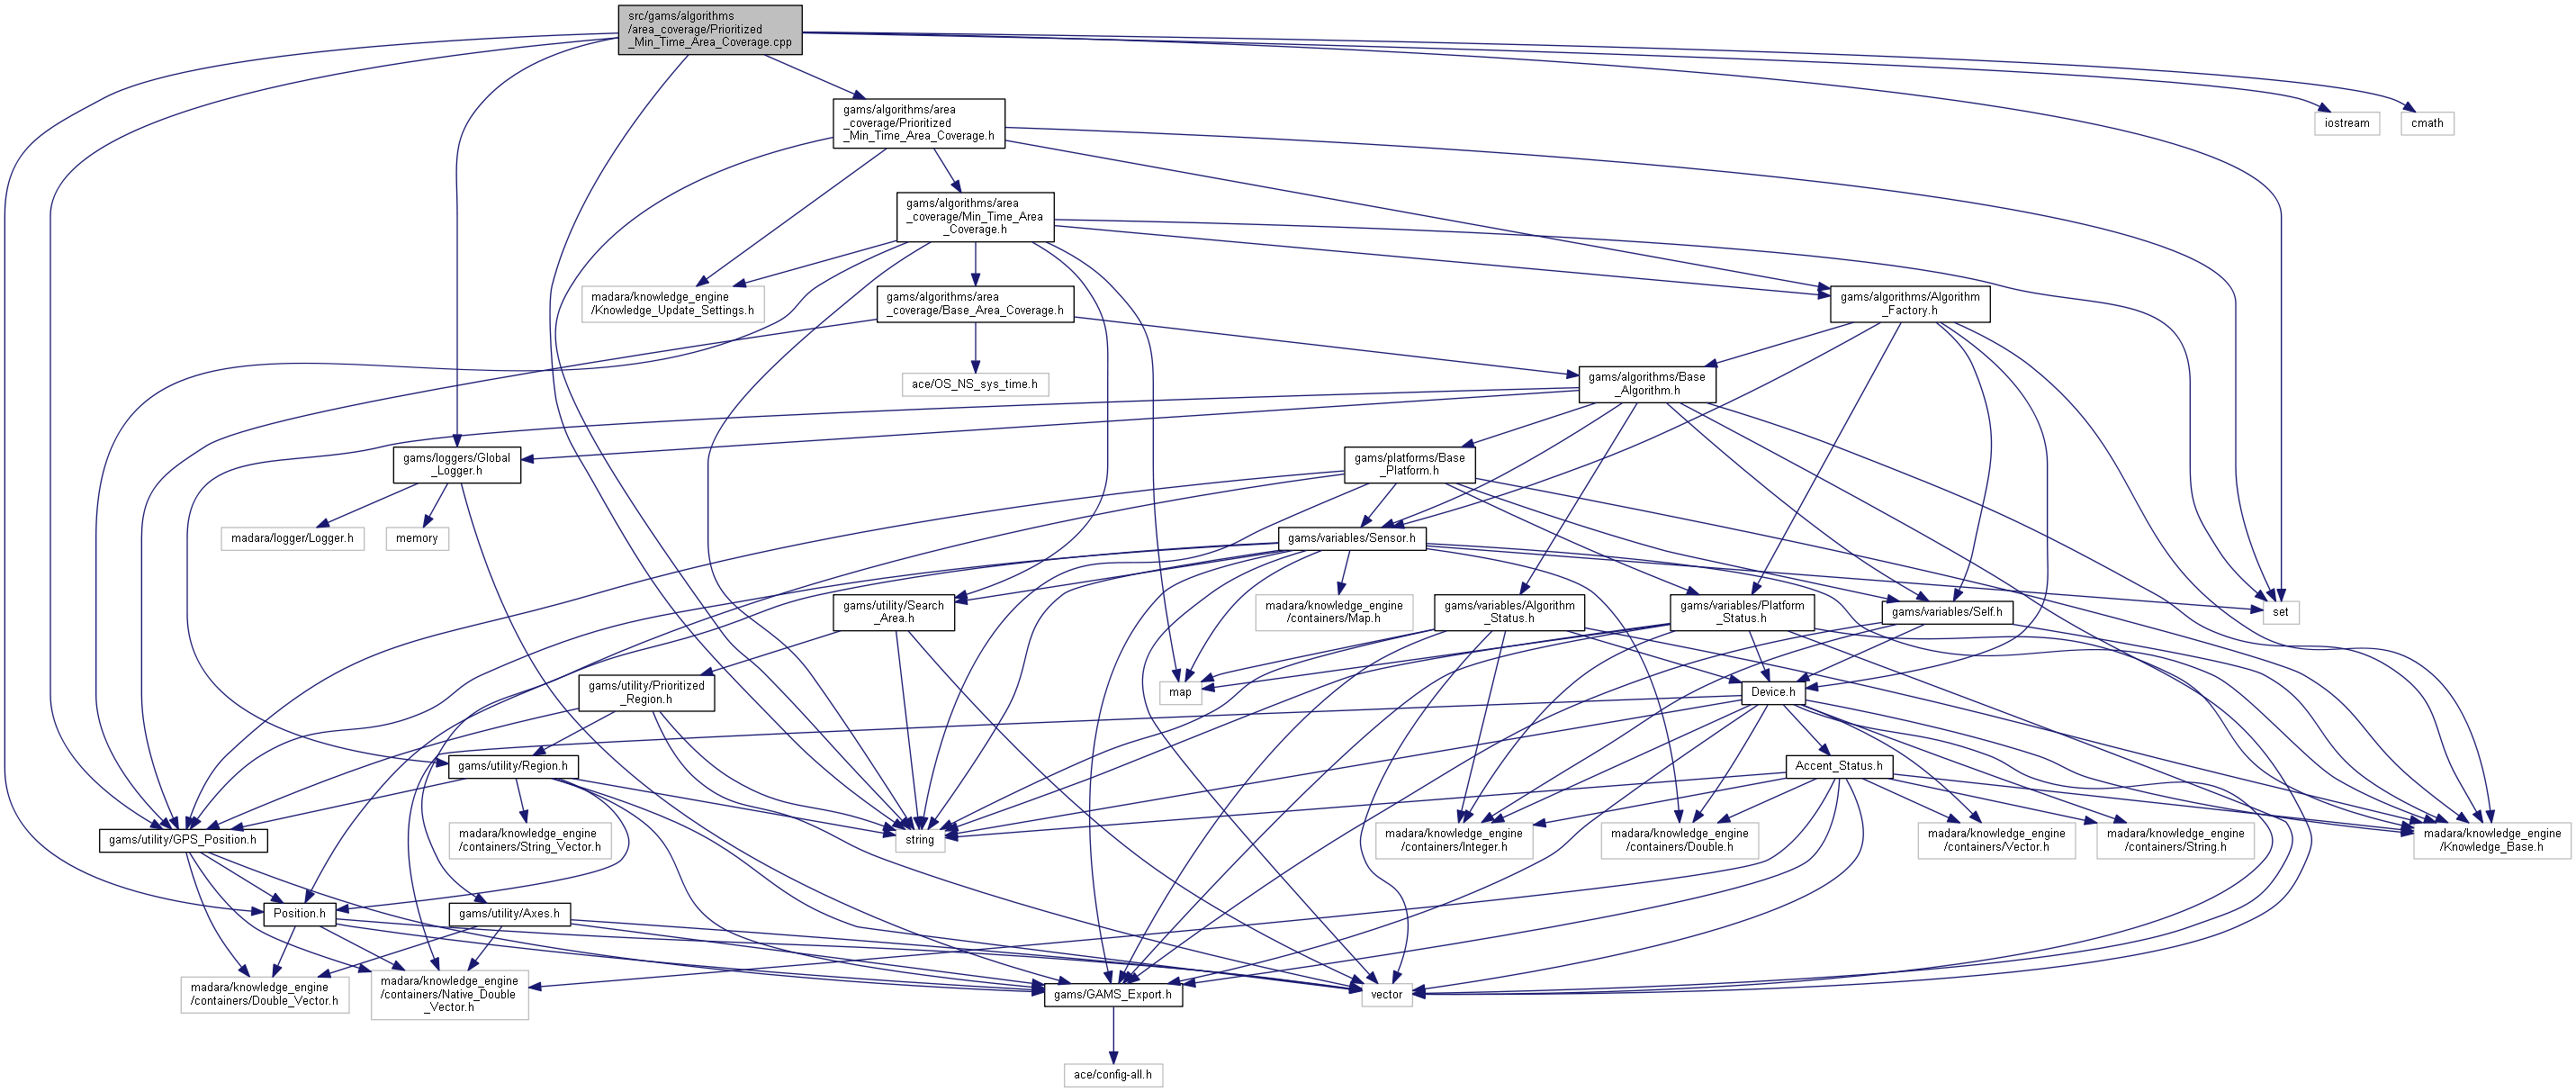 src/gams/algorithms
/area_coverage/Prioritized
_Min_Time_Area_Coverage.cpp
gams/algorithms/area
_coverage/Prioritized
_Min_Time_Area_Coverage.h
iostream
cmath
gams/algorithms/area
_coverage/Min_Time_Area
_Coverage.h
madara/knowledge_engine
/Knowledge_Update_Settings.h
gams/algorithms/area
_coverage/Base_Area_Coverage.h
gams/algorithms/Algorithm
_Factory.h
ace/OS_NS_sys_time.h
gams/algorithms/Base
_Algorithm.h
gams/loggers/Global
_Logger.h
gams/platforms/Base
_Platform.h
madara/logger/Logger.h
memory
gams/variables/Sensor.h
gams/utility/Search
_Area.h
madara/knowledge_engine
/containers/Map.h
gams/variables/Algorithm
_Status.h
gams/variables/Platform
_Status.h
gams/variables/Self.h
set
gams/utility/Prioritized
_Region.h
map
Device.h
gams/utility/Region.h
Accent_Status.h
gams/utility/GPS_Position.h
madara/knowledge_engine
/containers/String_Vector.h
string
madara/knowledge_engine
/containers/Integer.h
madara/knowledge_engine
/containers/Double.h
madara/knowledge_engine
/containers/Vector.h
madara/knowledge_engine
/containers/String.h
madara/knowledge_engine
/Knowledge_Base.h
Position.h
gams/utility/Axes.h
madara/knowledge_engine
/containers/Double_Vector.h
madara/knowledge_engine
/containers/Native_Double
_Vector.h
gams/GAMS_Export.h
vector
ace/config-all.h